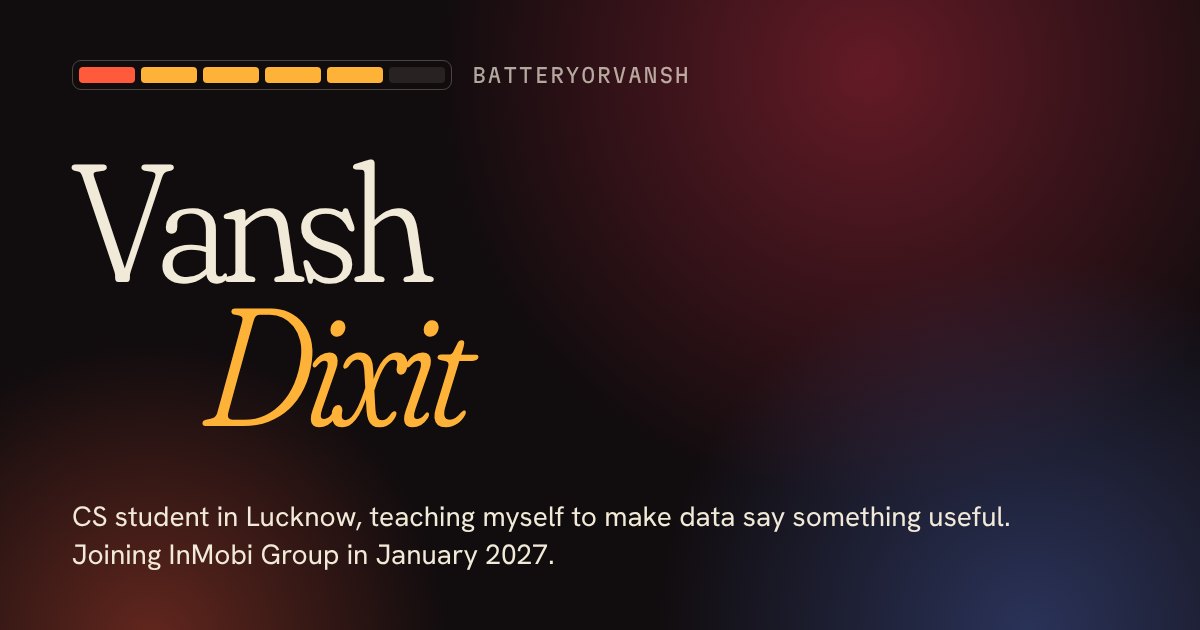 BATTERYORVANSH
Vansh
Dixit
CS student in Lucknow, teaching myself to make data say something useful.
Joining InMobi Group in January 2027.